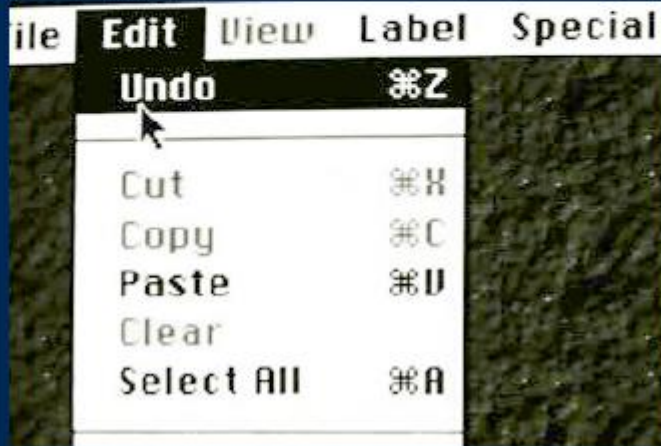 ile Edit View Label Special
Undo ⌘Z
Cut ⌘X
Copy ⌘C
Paste ⌘V
Clear
Select All ⌘A